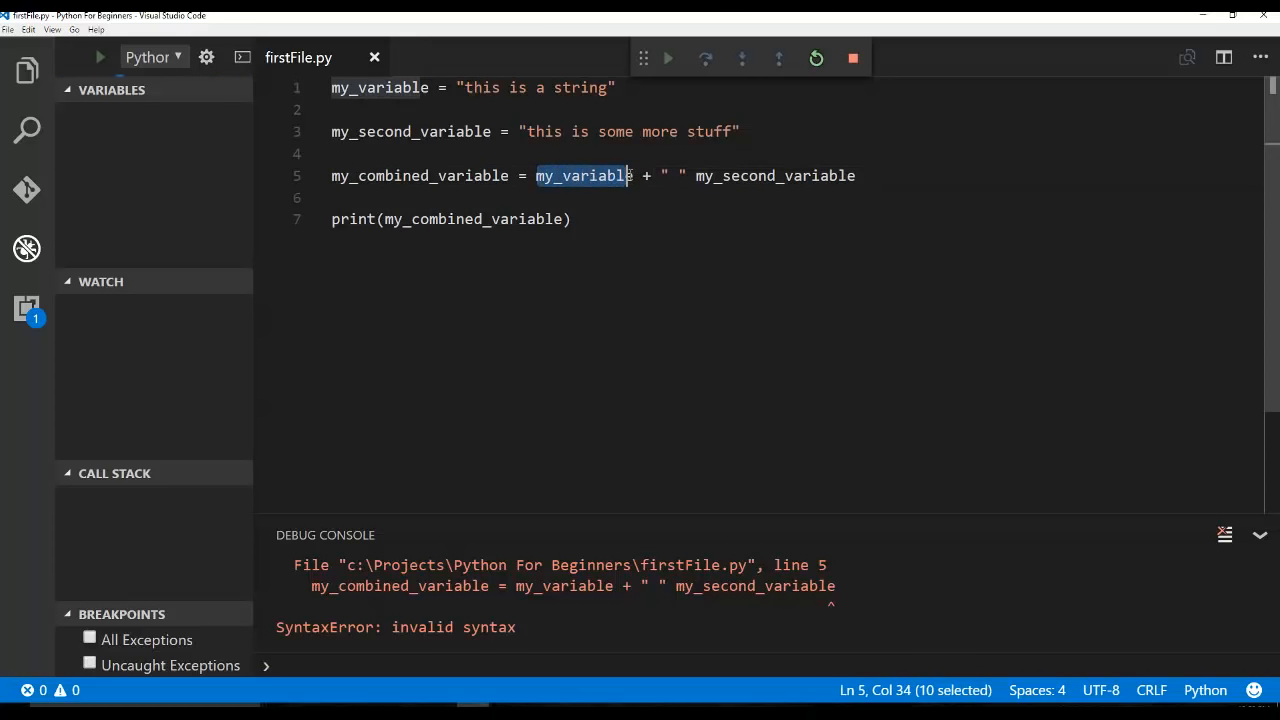 firstFile.py - Python For Beginners - Visual Studio Code
File Edit View Go Help
Python
firstFile.py
VARIABLES
WATCH
CALL STACK
BREAKPOINTS
All Exceptions
Uncaught Exceptions
1
1 my_variable = "this is a string"
2
3 my_second_variable = "this is some more stuff"
4
5 my_combined_variable = my_variable + " " my_second_variable
6
7 print(my_combined_variable)
DEBUG CONSOLE
File "c:\Projects\Python For Beginners\firstFile.py", line 5
my_combined_variable = my_variable + " " my_second_variable
^
SyntaxError: invalid syntax
>
0 0 Ln 5, Col 34 (10 selected) Spaces: 4 UTF-8 CRLF Python